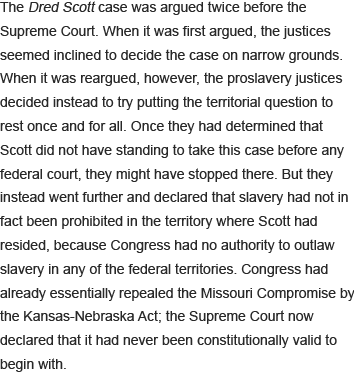 The Dred Scott case was argued twice before the
Supreme Court. When it was first argued, the justices
seemed inclined to decide the case on narrow grounds.
When it was reargued, however, the proslavery justices
decided instead to try putting the territorial question to
rest once and for all. Once they had determined that
Scott did not have standing to take this case before any
federal court, they might have stopped there. But they
instead went further and declared that slavery had not in
fact been prohibited in the territory where Scott had
resided, because Congress had no authority to outlaw
slavery in any of the federal territories. Congress had
already essentially repealed the Missouri Compromise by
the Kansas-Nebraska Act; the Supreme Court now
declared that it had never been constitutionally valid to
begin with.